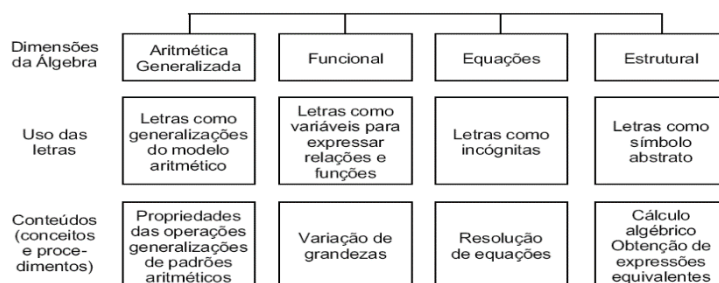 Dimensões
da Álgebra
Aritmética
Generalizada
Funcional
Equações
Estrutural
Uso das
letras
Letras como
generalizações
do modelo
aritmético
Letras como
variáveis para
expressar
relações e
funções
Letras como
incógnitas
Letras como
símbolo
abstrato
Conteúdos
(conceitos
e proce-
dimentos)
Propriedades
das operações
generalizações
de padrões
aritméticos
Variação de
grandezas
Resolução
de equações
Cálculo
algébrico
Obtenção de
expressões
equivalentes